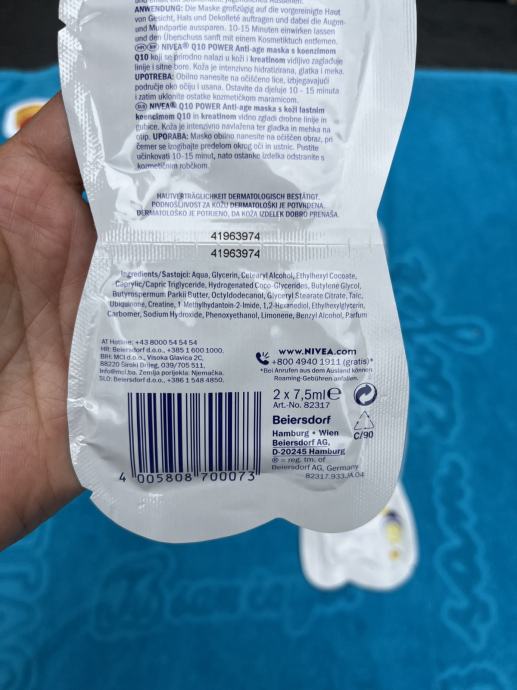 ANWENDUNG: Die Maske großzügig auf die vorgereinigte Haut
von Gesicht, Hals und Dekolleté auftragen und dabei die Augen-
und Mundpartie aussparen. 10-15 Minuten einwirken lassen
und den Überschuss sanft mit einem Kosmetiktuch entfernen.
HR BIH NIVEA® Q10 POWER Anti-age maska s koenzimom
Q10 koji se prirodno nalazi u koži i kreatinom vidljivo zaglađuje
linije i sitne bore. Koža je intenzivno hidratizirana, glatka i meka.
UPOTREBA: Obilno nanesite na očišćeno lice, izbjegavajući
područje oko očiju i usana. Ostavite da djeluje 10 - 15 minuta
i zatim uklonite ostatke kozmetičkom maramicom.
SLO NIVEA® Q10 POWER Anti-age maska s koži lastnim
koencimom Q10 in kreatinom vidno zgladi drobne linije in
gubice. Koža je intenzivno navlažena ter gladka in mehka na
otip. UPORABA: Masko obilno nanesite na očiščen obraz, pri
čemer se izogibajte predelom okrog oči in ustnic. Pustite
učinkovati 10-15 minut, nato ostanke izdelka odstranite s
kozmetičnim robčkom.
HAUTVERTRÄGLICHKEIT DERMATOLOGISCH BESTÄTIGT.
PODNOŠLJIVOST ZA KOŽU DERMATOLOŠKI JE POTVRĐENA.
DERMATOLOŠKO JE POTRJENO, DA KOŽA IZDELEK DOBRO PRENAŠA.
41963974
41963974
Ingredients/Sastojci: Aqua, Glycerin, Cetearyl Alcohol, Ethylhexyl Cocoate,
Caprylic/Capric Triglyceride, Hydrogenated Coco-Glycerides, Butylene Glycol,
Butyrospermum Parkii Butter, Octyldodecanol, Glyceryl Stearate Citrate, Talc,
Ubiquinone, Creatine, 1-Methylhydantoin-2-Imide, 1,2-Hexanediol, Ethylhexylglycerin,
Carbomer, Sodium Hydroxide, Phenoxyethanol, Limonene, Benzyl Alcohol, Parfum
AT Hotline: +43 8000 54 54 54
HR: Beiersdorf d.o.o., +385 1 600 1000.
BIH: MCI d.o.o., Visoka Glavica 2C,
88220 Široki Brijeg, 039/705 511,
info@mci.ba. Zemlja porijekla: Njemačka.
SLO: Beiersdorf d.o.o., +386 1 548 4850.
www.NIVEA.com
+800 4940 1911 (gratis)*
*Bei Anrufen aus dem Ausland können
Roaming-Gebühren anfallen.
2 x 7,5ml e
Art.-No. 82317
Beiersdorf
Hamburg • Wien
Beiersdorf AG,
D-20245 Hamburg
® = reg. tm. of
Beiersdorf AG, Germany
82317.933.JA.04
C/90
4 005808 700073